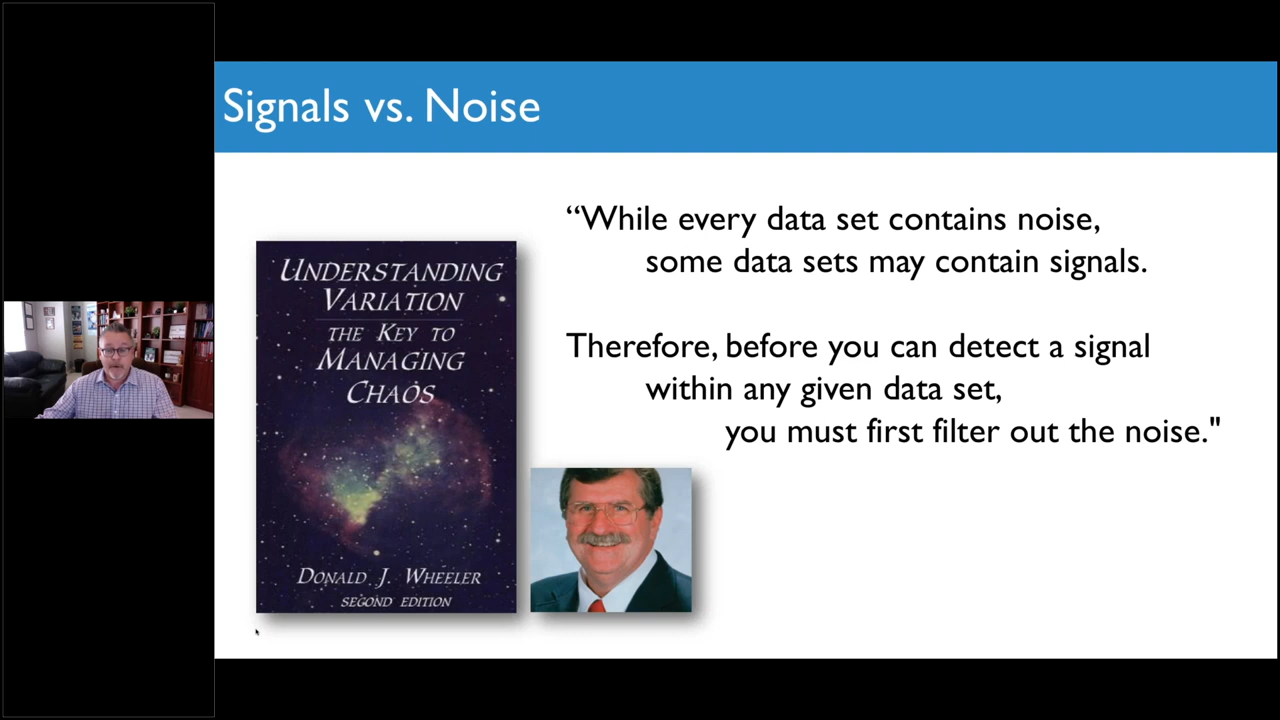 Signals vs. Noise
“While every data set contains noise,
some data sets may contain signals.
Therefore, before you can detect a signal
within any given data set,
you must first filter out the noise."
UNDERSTANDING
VARIATION
THE KEY TO
MANAGING
CHAOS
DONALD J. WHEELER
SECOND EDITION